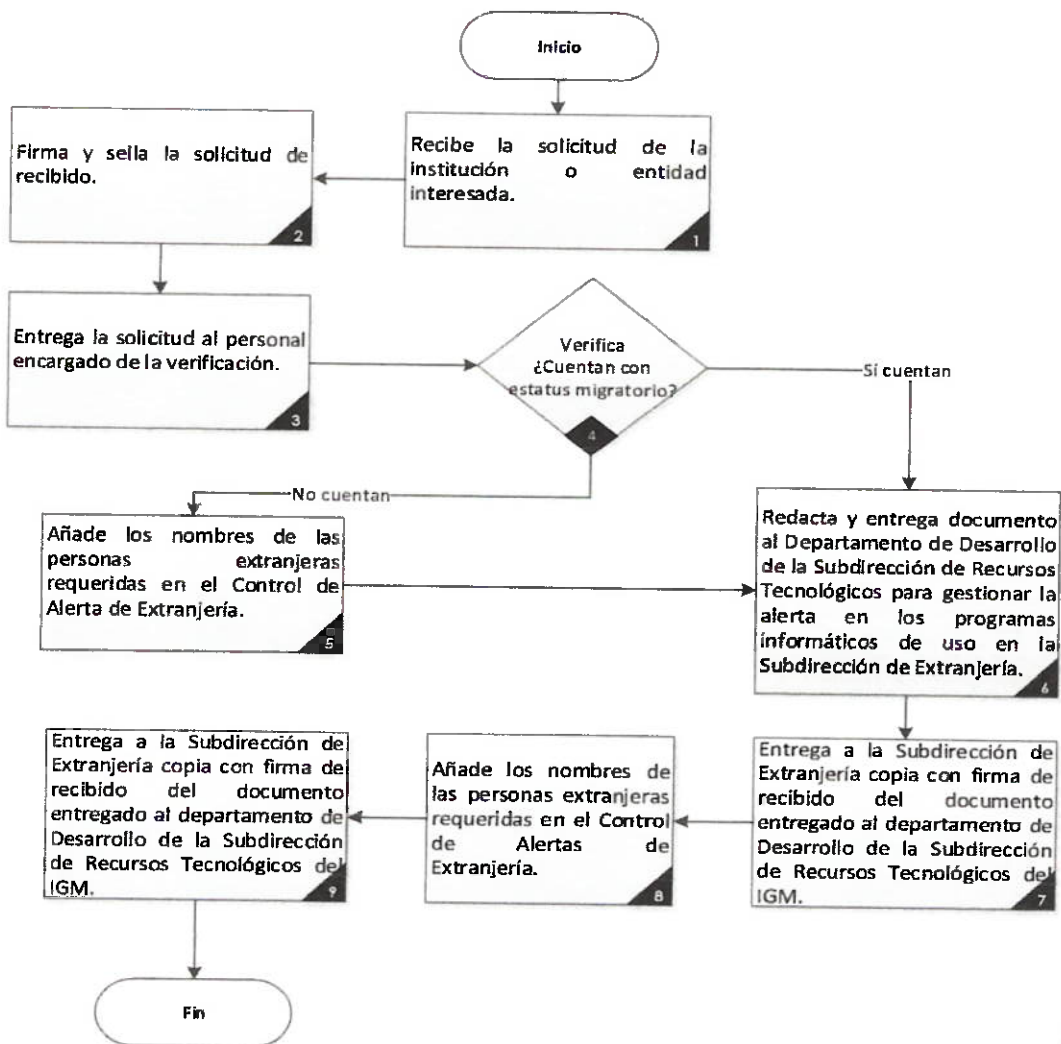 Inicio
Recibe la solicitud de la
institución o entidad
interesada.
1
Firma y sella la solicitud de
recibido.
2
Entrega la solicitud al personal
encargado de la verificación.
3
Verifica
¿Cuentan con
estatus migratorio?
4
Sí cuentan
No cuentan
Añade los nombres de las
personas extranjeras
requeridas en el Control de
Alerta de Extranjería.
5
Redacta y entrega documento
al Departamento de Desarrollo
de la Subdirección de Recursos
Tecnológicos para gestionar la
alerta en los programas
informáticos de uso en la
Subdirección de Extranjería.
6
Entrega a la Subdirección de
Extranjería copia con firma de
recibido del documento
entregado al departamento de
Desarrollo de la Subdirección
de Recursos Tecnológicos del
IGM.
7
Añade los nombres de
las personas extranjeras
requeridas en el Control
de Alertas de
Extranjería.
8
Entrega a la Subdirección de
Extranjería copia con firma de
recibido del documento
entregado al departamento de
Desarrollo de la Subdirección
de Recursos Tecnológicos del
IGM.
9
Fin